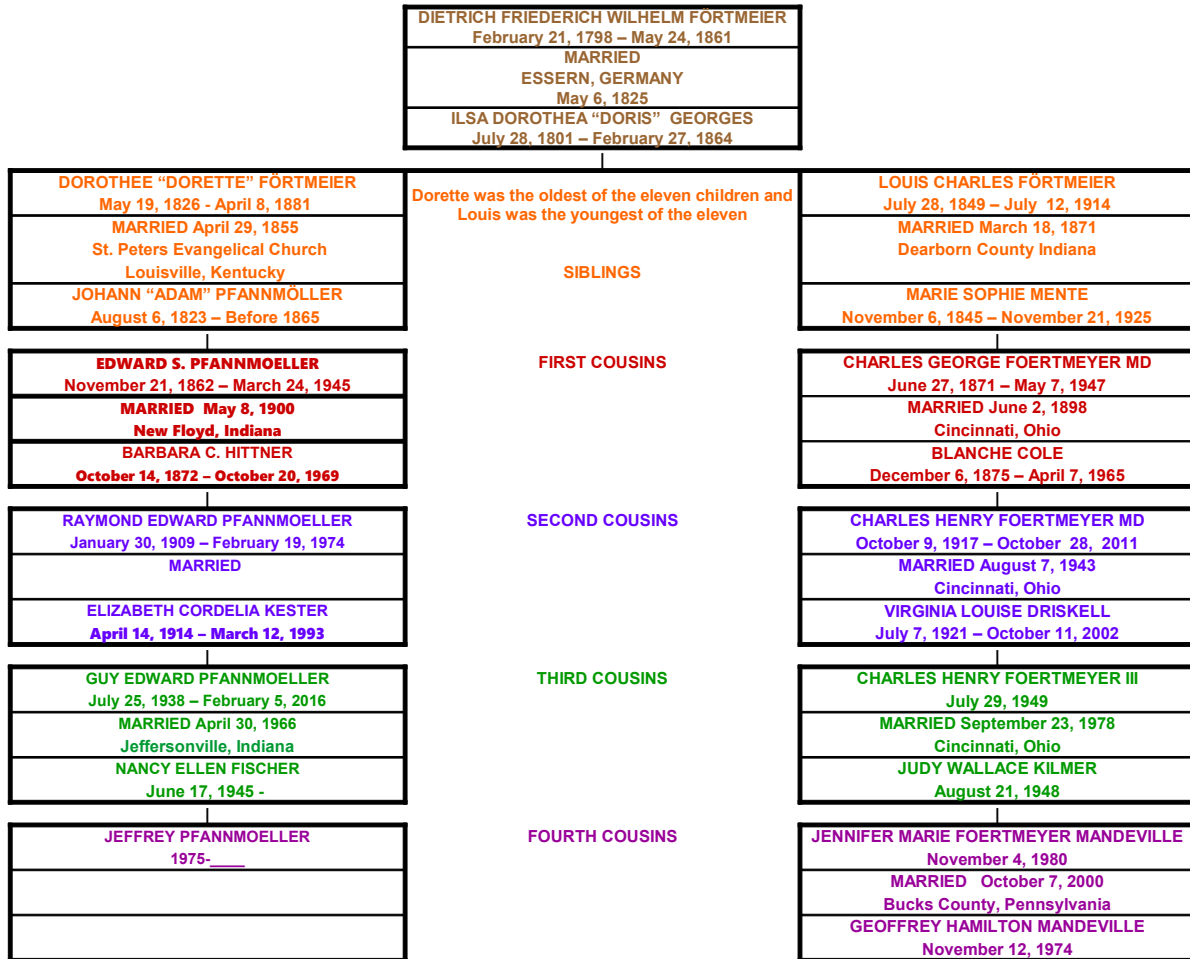 DIETRICH FRIEDERICH WILHELM FÖRTMEIER
February 21, 1798 – May 24, 1861
MARRIED
ESSERN, GERMANY
May 6, 1825
ILSA DOROTHEA “DORIS” GEORGES
July 28, 1801 – February 27, 1864
DOROTHEE “DORETTE” FÖRTMEIER
May 19, 1826 - April 8, 1881
MARRIED April 29, 1855
St. Peters Evangelical Church
Louisville, Kentucky
JOHANN “ADAM” PFANNMÖLLER
August 6, 1823 – Before 1865
Dorette was the oldest of the eleven children and
Louis was the youngest of the eleven
SIBLINGS
LOUIS CHARLES FÖRTMEIER
July 28, 1849 – July 12, 1914
MARRIED March 18, 1871
Dearborn County Indiana
MARIE SOPHIE MENTE
November 6, 1845 – November 21, 1925
EDWARD S. PFANNMOELLER
November 21, 1862 – March 24, 1945
MARRIED May 8, 1900
New Floyd, Indiana
BARBARA C. HITTNER
October 14, 1872 – October 20, 1969
FIRST COUSINS
CHARLES GEORGE FOERTMEYER MD
June 27, 1871 – May 7, 1947
MARRIED June 2, 1898
Cincinnati, Ohio
BLANCHE COLE
December 6, 1875 – April 7, 1965
RAYMOND EDWARD PFANNMOELLER
January 30, 1909 – February 19, 1974
MARRIED
ELIZABETH CORDELIA KESTER
April 14, 1914 – March 12, 1993
SECOND COUSINS
CHARLES HENRY FOERTMEYER MD
October 9, 1917 – October 28, 2011
MARRIED August 7, 1943
Cincinnati, Ohio
VIRGINIA LOUISE DRISKELL
July 7, 1921 – October 11, 2002
GUY EDWARD PFANNMOELLER
July 25, 1938 – February 5, 2016
MARRIED April 30, 1966
Jeffersonville, Indiana
NANCY ELLEN FISCHER
June 17, 1945 -
THIRD COUSINS
CHARLES HENRY FOERTMEYER III
July 29, 1949
MARRIED September 23, 1978
Cincinnati, Ohio
JUDY WALLACE KILMER
August 21, 1948
JEFFREY PFANNMOELLER
1975-____
FOURTH COUSINS
JENNIFER MARIE FOERTMEYER MANDEVILLE
November 4, 1980
MARRIED October 7, 2000
Bucks County, Pennsylvania
GEOFFREY HAMILTON MANDEVILLE
November 12, 1974